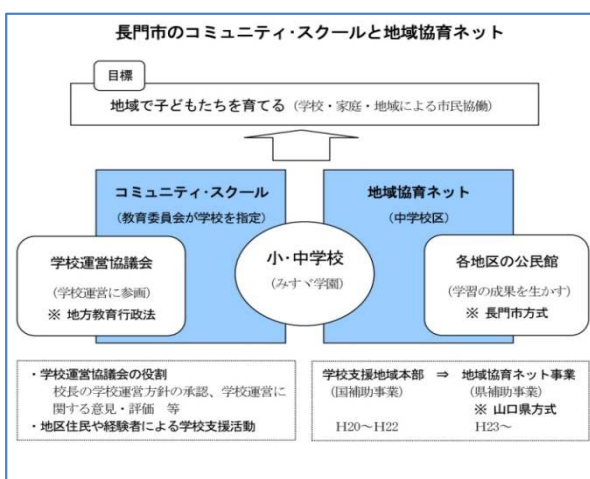 長門市のコミュニティ・スクールと地域協育ネット
目標
地域で子どもたちを育てる（学校・家庭・地域による市民協働）
コミュニティ・スクール
（教育委員会が学校を指定）
地域協育ネット
（中学校区）
学校運営協議会
（学校運営に参画）
※ 地方教育行政法
小・中学校
（みすゞ学園）
各地区の公民館
（学習の成果を生かす）
※ 長門市方式
・学校運営協議会の役割
校長の学校運営方針の承認、学校運営に
関する意見・評価　等
・地区住民や経験者による学校支援活動
学校支援地域本部　⇒　地域協育ネット事業
（国補助事業）　（県補助事業）
※ 山口県方式
H20～H22　H23～